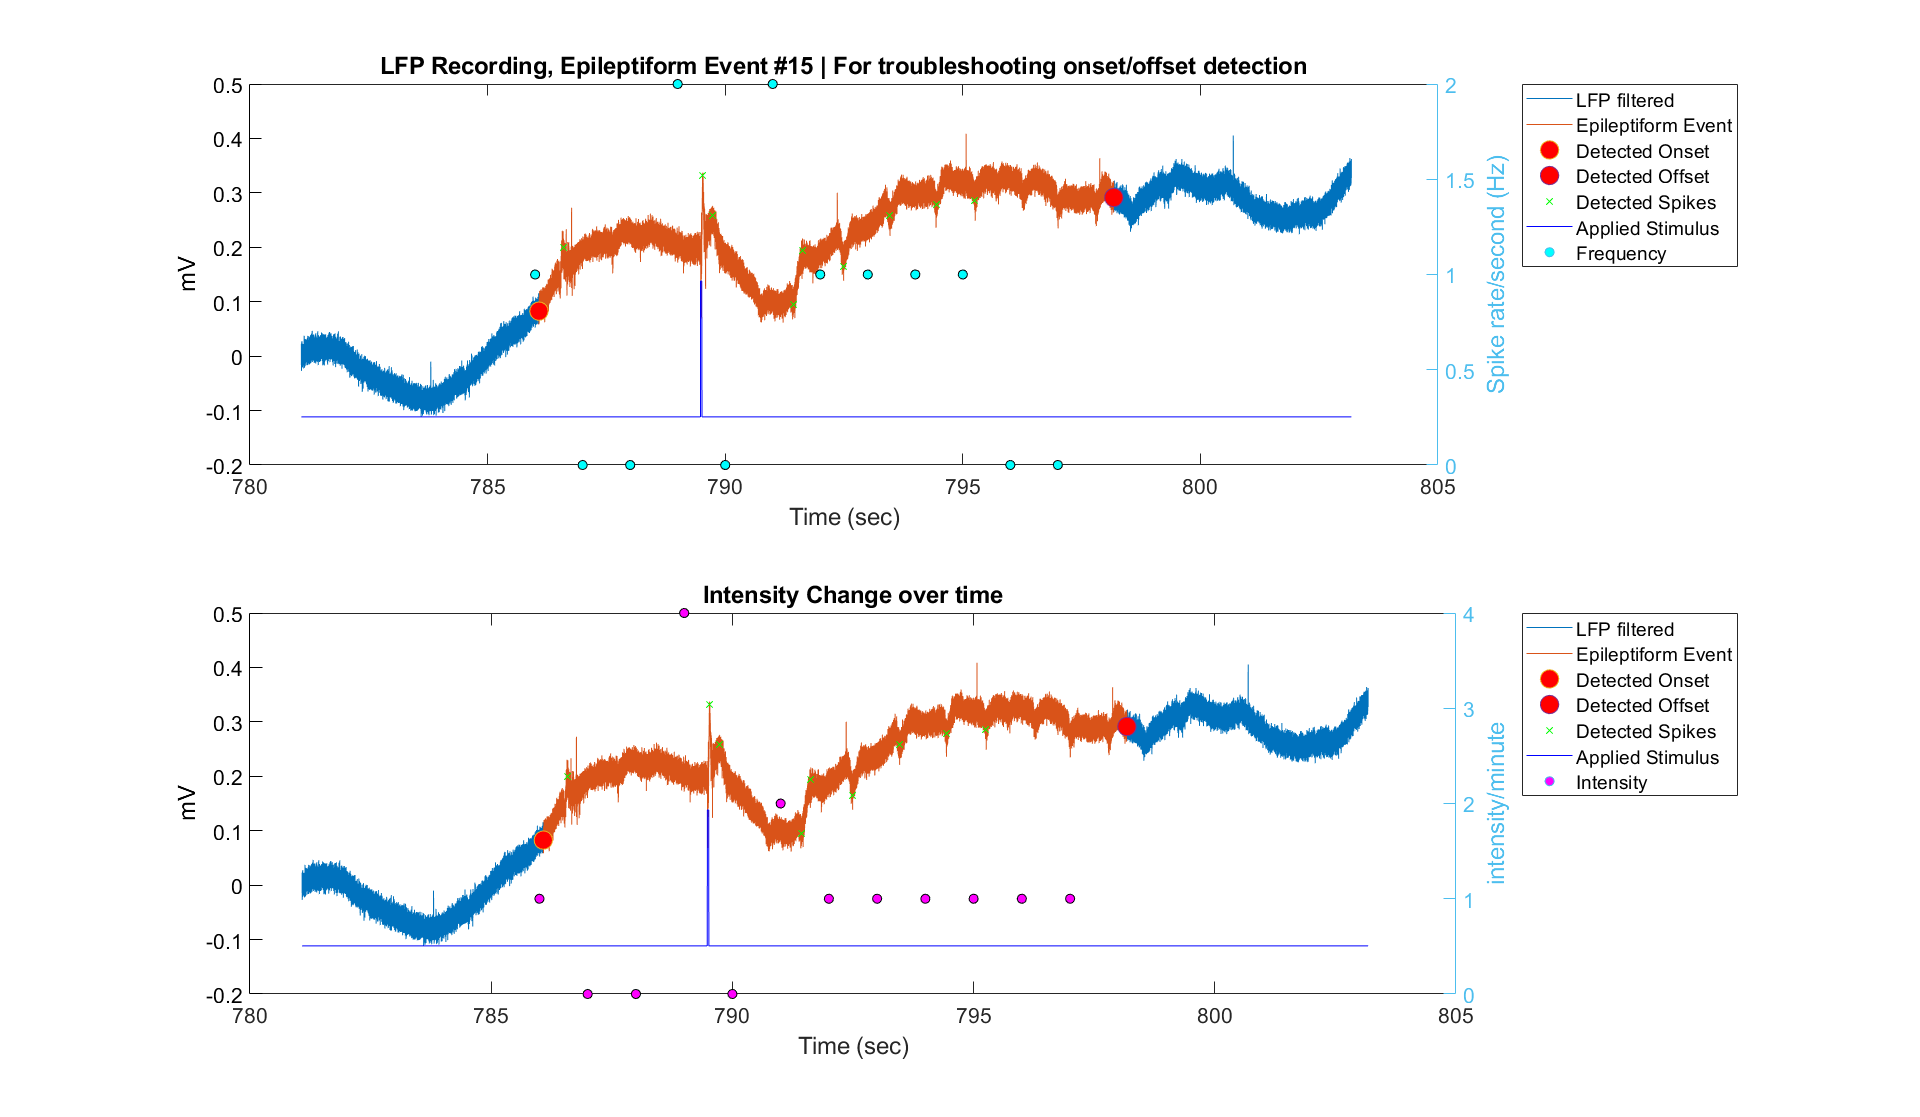 LFP Recording, Epileptiform Event #15 | For troubleshooting onset/offset detection
0.5
0.4
0.3
0.2
0.1
0
-0.1
-0.2
mV
780
785
790
795
800
805
Time (sec)
2
1.5
1
0.5
0
Spike rate/second (Hz)
LFP filtered
Epileptiform Event
Detected Onset
Detected Offset
Detected Spikes
Applied Stimulus
Frequency
Intensity Change over time
0.5
0.4
0.3
0.2
0.1
0
-0.1
-0.2
mV
780
785
790
795
800
805
Time (sec)
4
3
2
1
0
intensity/minute
LFP filtered
Epileptiform Event
Detected Onset
Detected Offset
Detected Spikes
Applied Stimulus
Intensity